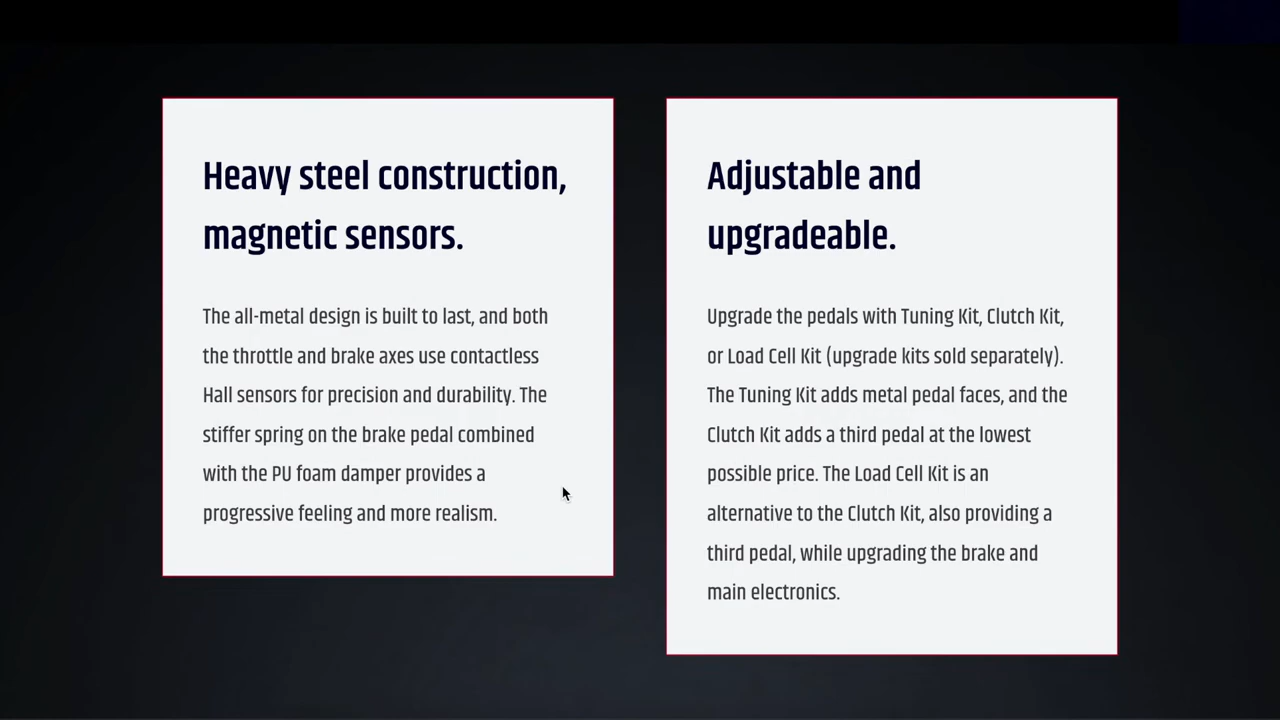 Heavy steel construction,
magnetic sensors.
The all-metal design is built to last, and both
the throttle and brake axes use contactless
Hall sensors for precision and durability. The
stiffer spring on the brake pedal combined
with the PU foam damper provides a
progressive feeling and more realism.
Adjustable and
upgradeable.
Upgrade the pedals with Tuning Kit, Clutch Kit,
or Load Cell Kit (upgrade kits sold separately).
The Tuning Kit adds metal pedal faces, and the
Clutch Kit adds a third pedal at the lowest
possible price. The Load Cell Kit is an
alternative to the Clutch Kit, also providing a
third pedal, while upgrading the brake and
main electronics.